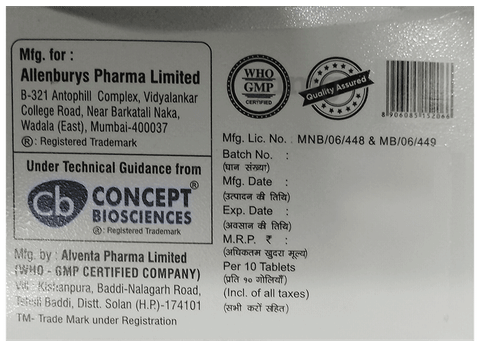 Mfg. for :
Allenburys Pharma Limited
B-321 Antophill Complex, Vidyalankar
College Road, Near Barkatali Naka,
Wadala (East), Mumbai-400037
®: Registered Trademark
Under Technical Guidance from
cb CONCEPT®
BIOSCIENCES
®: Registered Trademark
Mfg. by : Alventa Pharma Limited
(WHO - GMP CERTIFIED COMPANY)
Vill. Kishanpura, Baddi-Nalagarh Road,
Tehsil Baddi, Distt. Solan (H.P.)-174101
TM- Trade Mark under Registration
WHO
GMP
CERTIFIED
Quality Assured
8906085152066
Mfg. Lic. No. : MNB/06/448 & MB/06/449
Batch No. :
(घान संख्या)
Mfg. Date :
(उत्पादन की तिथि)
Exp. Date :
(अवसान की तिथि)
M.R.P. ₹ :
(अधिकतम खुदरा मूल्य)
Per 10 Tablets
(प्रति १० गोलियाँ)
(Incl. of all taxes)
(सभी करों सहित)